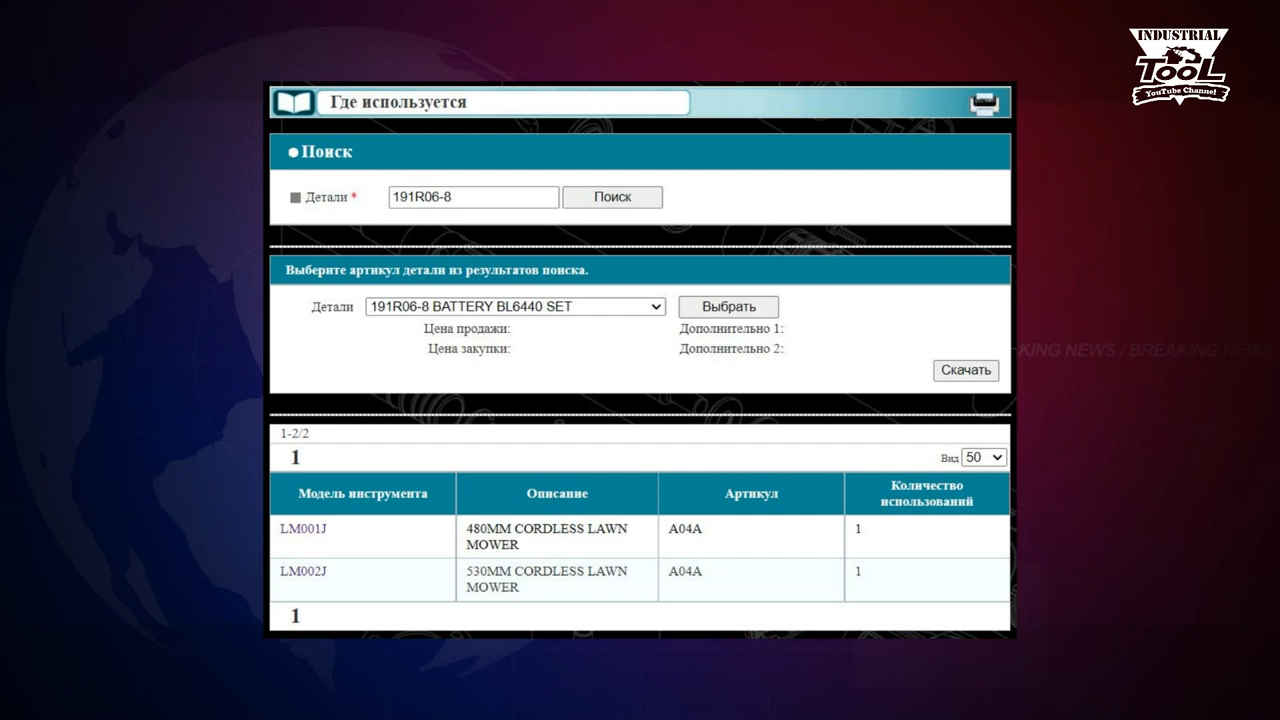 INDUSTRIAL
TOOL
YouTube Channel
Где используется
Поиск
Детали * 191R06-8 Поиск
Выберите артикул детали из результатов поиска.
Детали 191R06-8 BATTERY BL6440 SET Выбрать
Цена продажи: Дополнительно 1:
Цена закупки: Дополнительно 2:
KING NEWS / BREAKING NEWS
Скачать
1-2/2
1 Вид 50
Модель инструмента Описание Артикул Количество использований
LM001J 480MM CORDLESS LAWN MOWER A04A 1
LM002J 530MM CORDLESS LAWN MOWER A04A 1
1